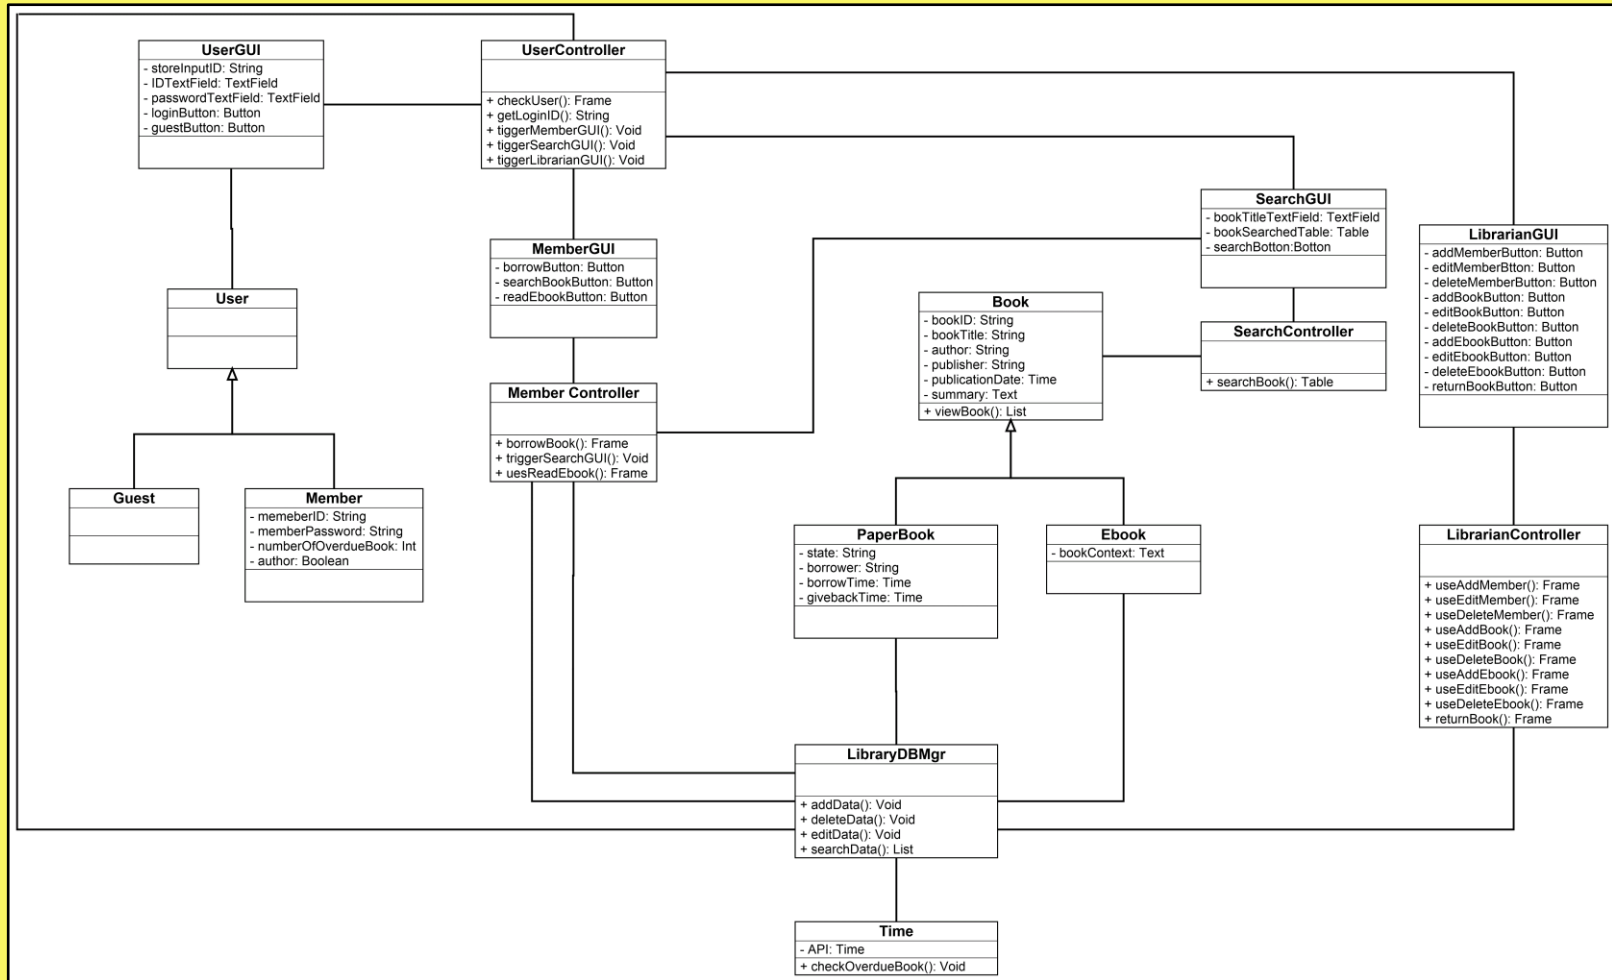 UserGUI
- storeInputID: String
- IDTextField: TextField
- passwordTextField: TextField
- loginButton: Button
- guestButton: Button
UserController
+ checkUser(): Frame
+ getLoginID(): String
+ tiggerMemberGUI(): Void
+ tiggerSearchGUI(): Void
+ tiggerLibrarianGUI(): Void
SearchGUI
- bookTitleTextField: TextField
- bookSearchedTable: Table
- searchBotton:Botton
LibrarianGUI
- addMemberButton: Button
- editMemberBtton: Button
- deleteMemberButton: Button
- addBookButton: Button
- editBookButton: Button
- deleteBookButton: Button
- addEbookButton: Button
- editEbookButton: Button
- deleteEbookButton: Button
- returnBookButton: Button
MemberGUI
- borrowButton: Button
- searchBookButton: Button
- readEbookButton: Button
User
Book
- bookID: String
- bookTitle: String
- author: String
- publisher: String
- publicationDate: Time
- summary: Text
+ viewBook(): List
SearchController
+ searchBook(): Table
Member Controller
+ borrowBook(): Frame
+ triggerSearchGUI(): Void
+ uesReadEbook(): Frame
Guest
Member
- memeberID: String
- memberPassword: String
- numberOfOverdueBook: Int
- author: Boolean
PaperBook
- state: String
- borrower: String
- borrowTime: Time
- givebackTime: Time
Ebook
- bookContext: Text
LibrarianController
+ useAddMember(): Frame
+ useEditMember(): Frame
+ useDeleteMember(): Frame
+ useAddBook(): Frame
+ useEditBook(): Frame
+ useDeleteBook(): Frame
+ useAddEbook(): Frame
+ useEditEbook(): Frame
+ useDeleteEbook(): Frame
+ returnBook(): Frame
LibraryDBMgr
+ addData(): Void
+ deleteData(): Void
+ editData(): Void
+ searchData(): List
Time
- API: Time
+ checkOverdueBook(): Void